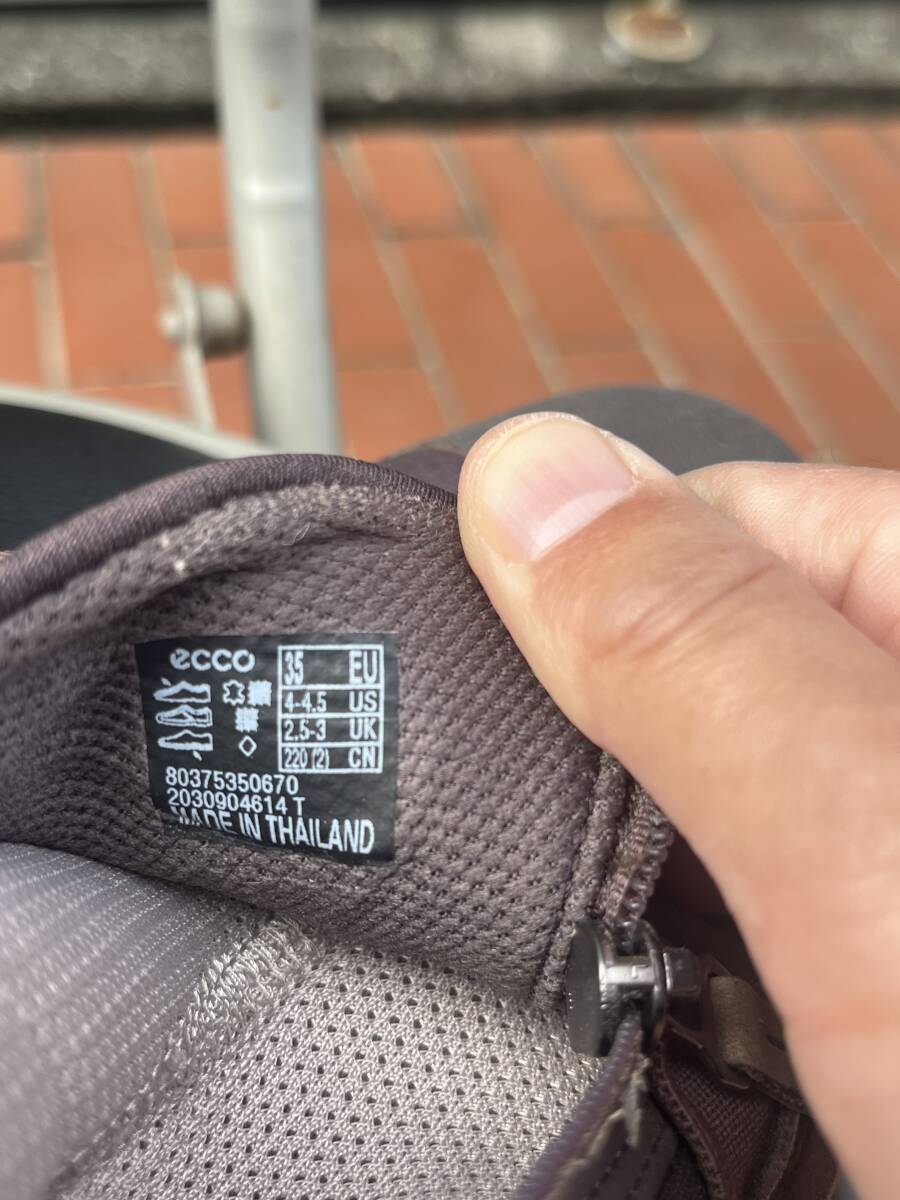 ecco
35 EU
4-4.5 US
2.5-3 UK
220 (2) CN
80375350670
2030904614 T
MADE IN THAILAND